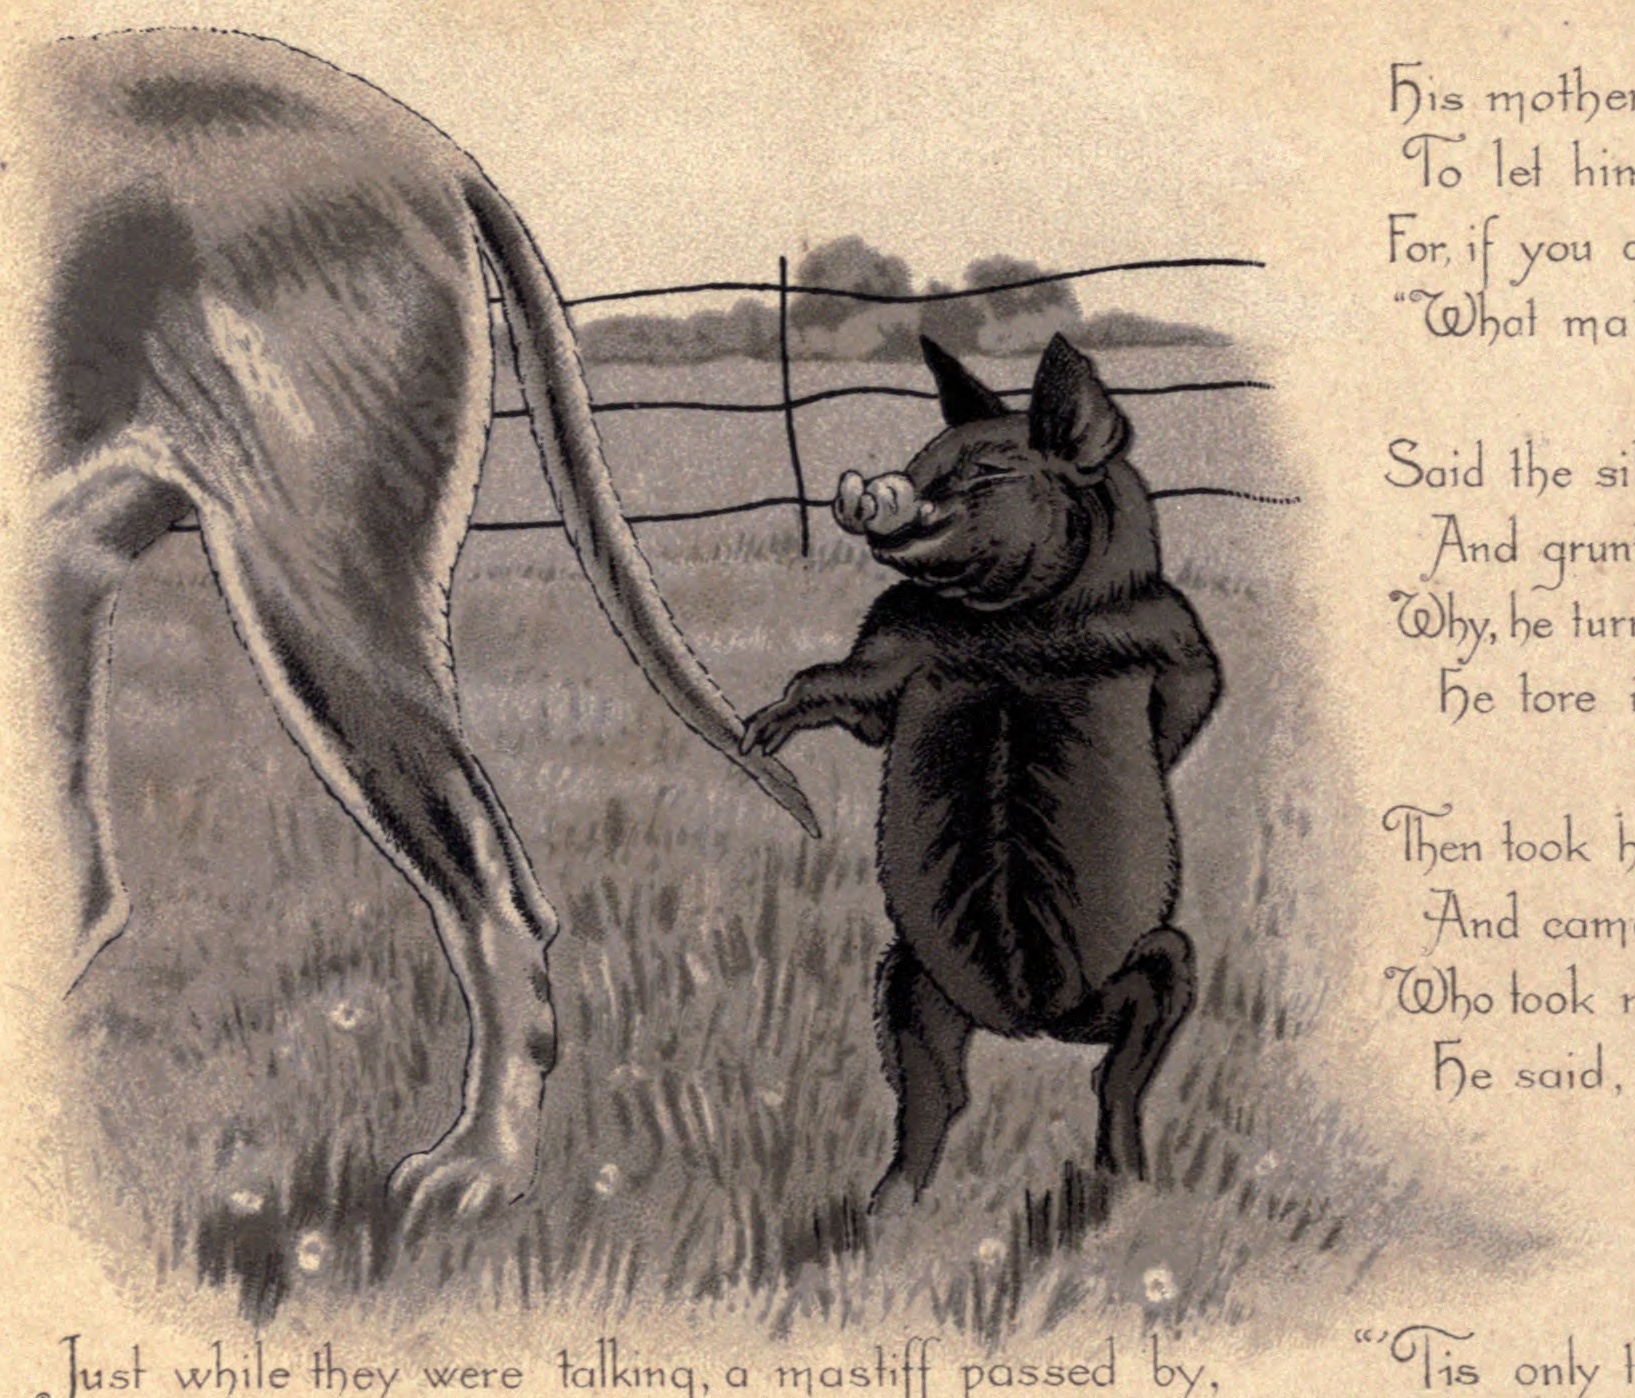 His mother
To let him
For, if you
"What ma
Said the si
And grun
Why, he turn
He tore
Then took h
And cam
Who took
He said,
Just while they were talking, a mastiff passed by,
"'Tis only